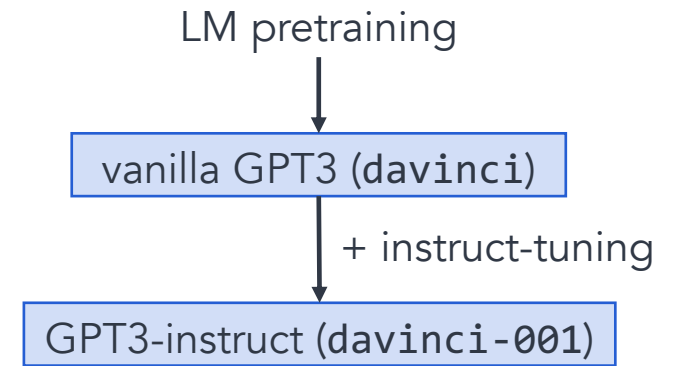 LM pretraining
vanilla GPT3 (davinci)
+ instruct-tuning
GPT3-instruct (davinci-001)